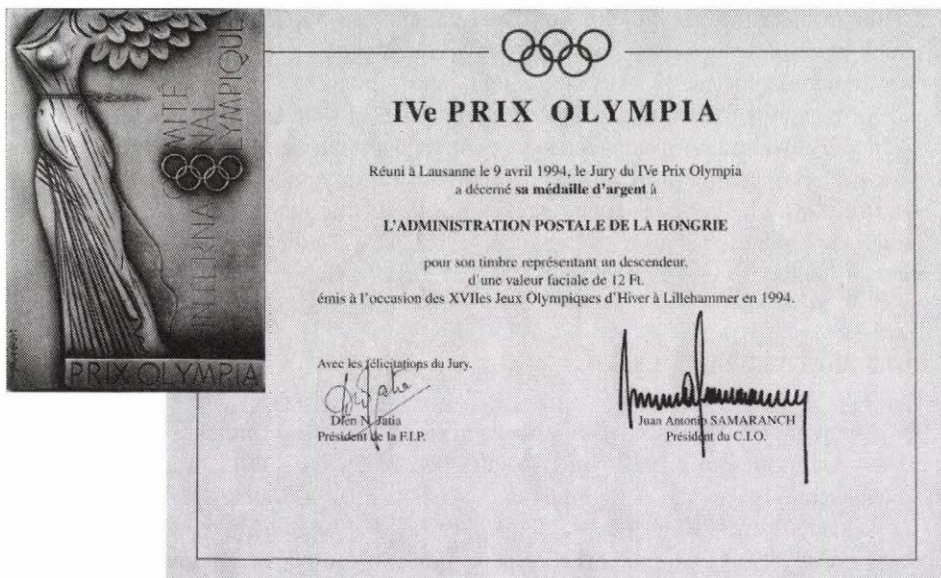 COMITÉ
INTERNATIONAL
OLYMPIQUE
PRIX OLYMPIA
IVe PRIX OLYMPIA
Réuni à Lausanne le 9 avril 1994, le Jury du IVe Prix Olympia
a décerné sa médaille d'argent à
L'ADMINISTRATION POSTALE DE LA HONGRIE
pour son timbre représentant un descendeur,
d'une valeur faciale de 12 Ft.
émis à l'occasion des XVIIes Jeux Olympiques d'Hiver à Lillehammer en 1994.
Avec les félicitations du Jury.
Díen N. Jatia
Président de la F.I.P.
Juan Antonio SAMARANCH
Président du C.I.O.